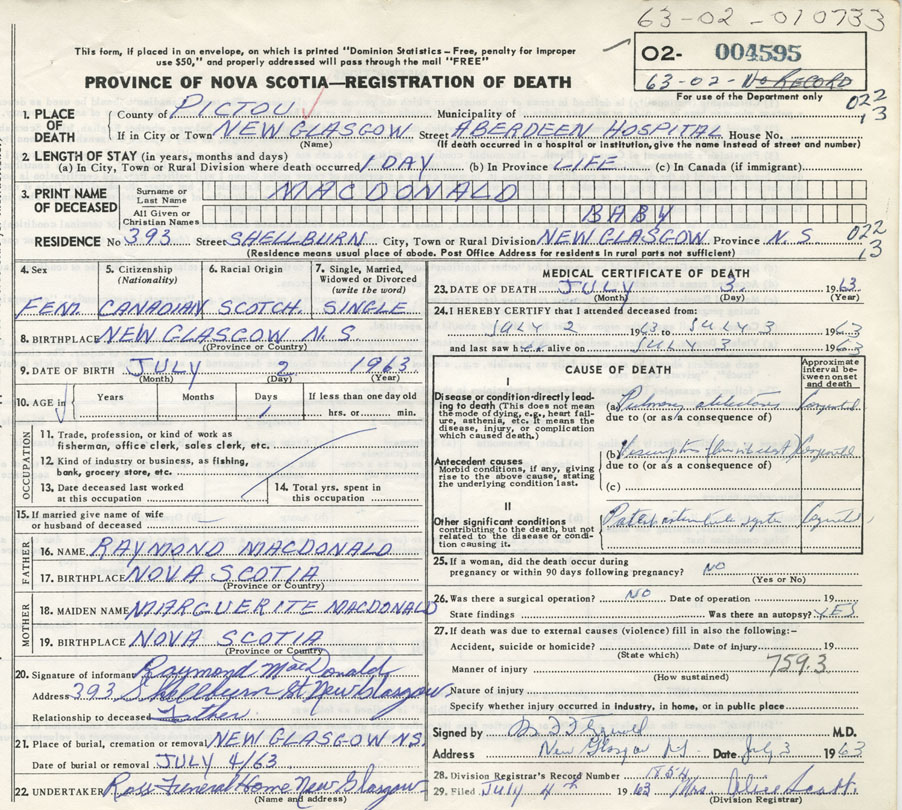 63-02-010733
This form, if placed in an envelope, on which is printed "Dominion Statistics - Free, penalty for improper
use $50," and properly addressed will pass through the mail "FREE"
02- 004595
63-02- No RECORD
For use of the Department only
PROVINCE OF NOVA SCOTIA—REGISTRATION OF DEATH
022
13
1. PLACE OF DEATH
County of PICTOU Municipality of
If in City or Town NEW GLASGOW Street ABERDEEN HOSPITAL House No.
(Name) (If death occurred in a hospital or institution, give the name instead of street and number)
2. LENGTH OF STAY (in years, months and days)
(a) In City, Town or Rural Division where death occurred 1 DAY (b) In Province LIFE (c) In Canada (if immigrant)
3. PRINT NAME OF DECEASED
Surname or Last Name MACDONALD
All Given or Christian Names BABY
RESIDENCE No 393 Street SHELLBURN City, Town or Rural Division NEW GLASGOW Province N.S
022
13
(Residence means usual place of abode. Post Office Address for residents in rural parts not sufficient)
4. Sex 5. Citizenship (Nationality) 6. Racial Origin 7. Single, Married, Widowed or Divorced (write the word)
FEM. CANADIAN SCOTCH. SINGLE
8. BIRTHPLACE NEW GLASGOW N.S
(Province or Country)
9. DATE OF BIRTH JULY 2 1963
(Month) (Day) (Year)
10. AGE in Years Months Days If less than one day old
1 hrs. or min.
OCCUPATION
11. Trade, profession, or kind of work as
fisherman, office clerk, sales clerk, etc.
12. Kind of industry or business, as fishing,
bank, grocery store, etc.
13. Date deceased last worked
at this occupation
14. Total yrs. spent in
this occupation
15. If married give name of wife
or husband of deceased
FATHER
16. NAME RAYMOND MACDONALD
17. BIRTHPLACE NOVA SCOTIA
(Province or Country)
MOTHER
18. MAIDEN NAME MARGUERITE MACDONALD
19. BIRTHPLACE NOVA SCOTIA
(Province or Country)
20. Signature of informant Raymond MacDonald
Address 393 Shellburn St New Glasgow
Relationship to deceased Father
21. Place of burial, cremation or removal NEW GLASGOW N.S.
Date of burial or removal JULY 4/63
22. UNDERTAKER Ross Funeral Home New Glasgow
(Name and address)
MEDICAL CERTIFICATE OF DEATH
23. DATE OF DEATH JULY 3. 1963
(Month) (Day) (Year)
24. I HEREBY CERTIFY that I attended deceased from:
JULY 2 1963 to JULY 3 1963
and last saw h alive on JULY 3 1963
CAUSE OF DEATH
Approximate interval between onset and death
I
Disease or condition directly leading to death (This does not mean the mode of dying, e.g., heart failure, asthenia, etc. It means the disease, injury, or complication which caused death.)
(a) Pulmonary atelectasis Congenital
due to (or as a consequence of)
Antecedent causes
Morbid conditions, if any, giving rise to the above cause, stating the underlying condition last.
(b) Congenital
due to (or as a consequence of)
(c)
II
Other significant conditions
contributing to the death, but not related to the disease or condition causing it.
25. If a woman, did the death occur during
pregnancy or within 90 days following pregnancy? NO
(Yes or No)
26. Was there a surgical operation? NO Date of operation 19
State findings Was there an autopsy? YES
27. If death was due to external causes (violence) fill in also the following:-
Accident, suicide or homicide? Date of injury 19
(State which)
Manner of injury 759.3
(How sustained)
Nature of injury
Specify whether injury occurred in industry, in home, or in public place
Signed by M.D.
Address New Glasgow Date July 3 1963
28. Division Registrar's Record Number
29. Filed July 4th 1963 Mrs. Alice Scott
(Division Registrar)